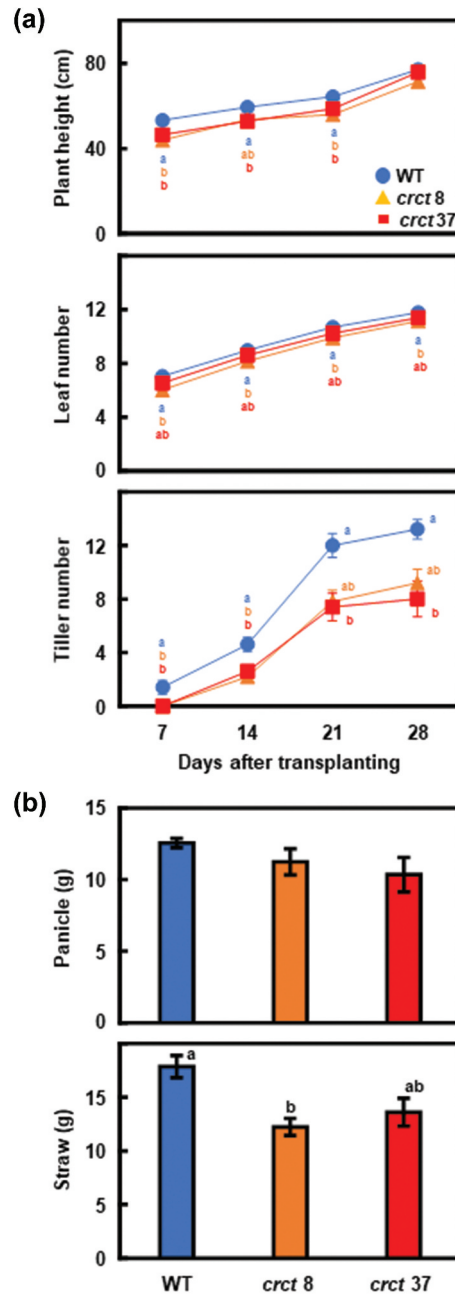 (a)
Plant height (cm)
80
40
0
a
b
b
a
ab
b
a
b
b
WT
crct 8
crct 37
Leaf number
12
8
4
0
a
b
ab
a
b
ab
a
b
ab
a
b
ab
Tiller number
12
8
4
0
a
b
b
a
b
b
a
ab
b
a
ab
b
7 14 21 28
Days after transplanting
(b)
Panicle (g)
15
10
5
0
Straw (g)
15
10
5
0
a
b
ab
WT crct 8 crct 37